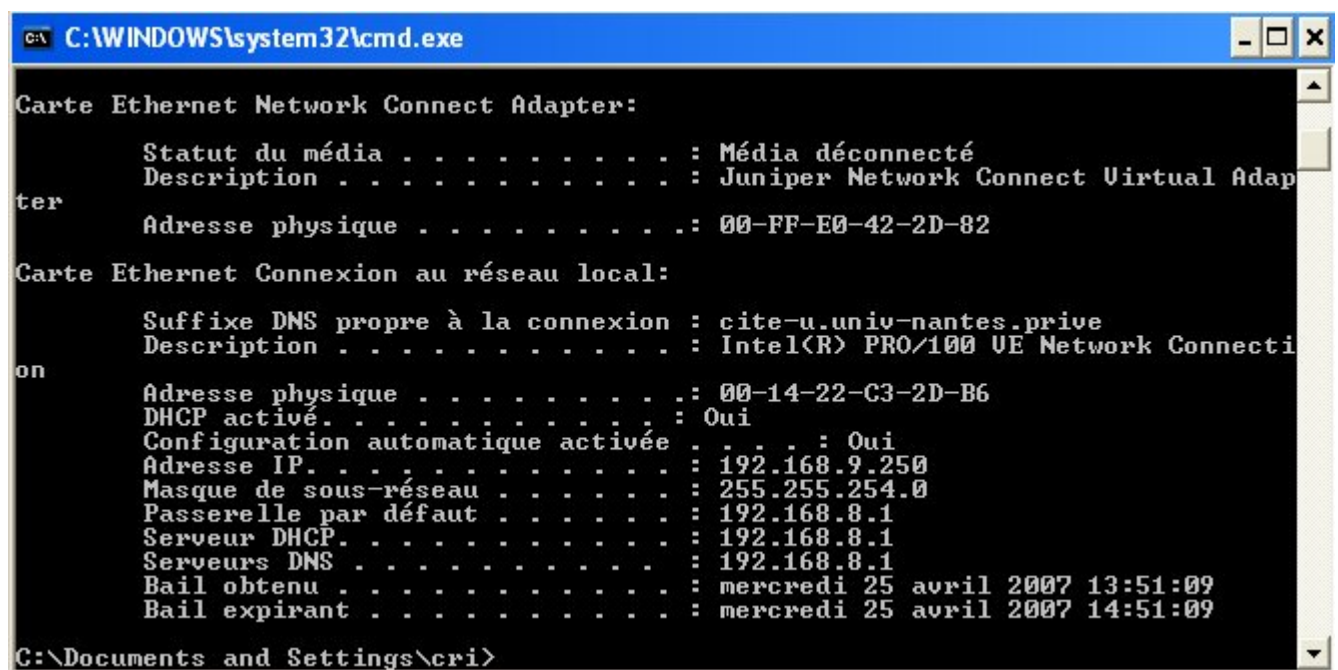 C:\WINDOWS\system32\cmd.exe
Carte Ethernet Network Connect Adapter:
Statut du média . . . . . . . . . . : Média déconnecté
Description . . . . . . . . . . . . : Juniper Network Connect Virtual Adap
ter
Adresse physique . . . . . . . . . .: 00-FF-E0-42-2D-82
Carte Ethernet Connexion au réseau local:
Suffixe DNS propre à la connexion : cite-u.univ-nantes.prive
Description . . . . . . . . . . . . : Intel(R) PRO/100 VE Network Connecti
on
Adresse physique . . . . . . . . . .: 00-14-22-C3-2D-B6
DHCP activé. . . . . . . . . . . : Oui
Configuration automatique activée . . . . : Oui
Adresse IP. . . . . . . . . . . . . : 192.168.9.250
Masque de sous-réseau . . . . . . . : 255.255.254.0
Passerelle par défaut . . . . . . . : 192.168.8.1
Serveur DHCP. . . . . . . . . . . . : 192.168.8.1
Serveurs DNS . . . . . . . . . . . : 192.168.8.1
Bail obtenu . . . . . . . . . . . . : mercredi 25 avril 2007 13:51:09
Bail expirant . . . . . . . . . . . : mercredi 25 avril 2007 14:51:09
C:\Documents and Settings\cri>